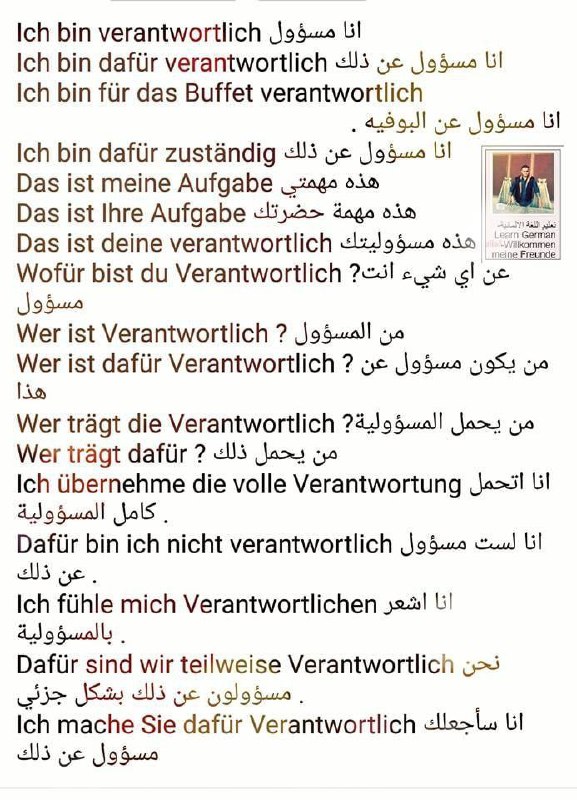 Ich bin verantwortlich انا مسؤول
Ich bin dafür verantwortlich انا مسؤول عن ذلك
Ich bin für das Buffet verantwortlich
انا مسؤول عن البوفيه .
Ich bin dafür zuständig انا مسؤول عن ذلك
Das ist meine Aufgabe هذه مهمتي
Das ist Ihre Aufgabe هذه مهمة حضرتك
Das ist deine verantwortlich هذه مسؤوليتك
تعليم اللغة الالمانية-
Learn German
-Willkommen
meine Freunde
Wofür bist du Verantwortlich ?عن اي شيء انت
مسؤول
Wer ist Verantwortlich ? من المسؤول
Wer ist dafür Verantwortlich ? من يكون مسؤول عن
هذا
Wer trägt die Verantwortlich ?من يحمل المسؤولية
Wer trägt dafür ? من يحمل ذلك
Ich übernehme die volle Verantwortung انا اتحمل
كامل المسؤولية .
Dafür bin ich nicht verantwortlich انا لست مسؤول
عن ذلك .
Ich fühle mich Verantwortlichen انا اشعر
بالمسؤولية .
Dafür sind wir teilweise Verantwortlich نحن
مسؤولون عن ذلك بشكل جزئي .
Ich mache Sie dafür Verantwortlich انا سأجعلك
مسؤول عن ذلك